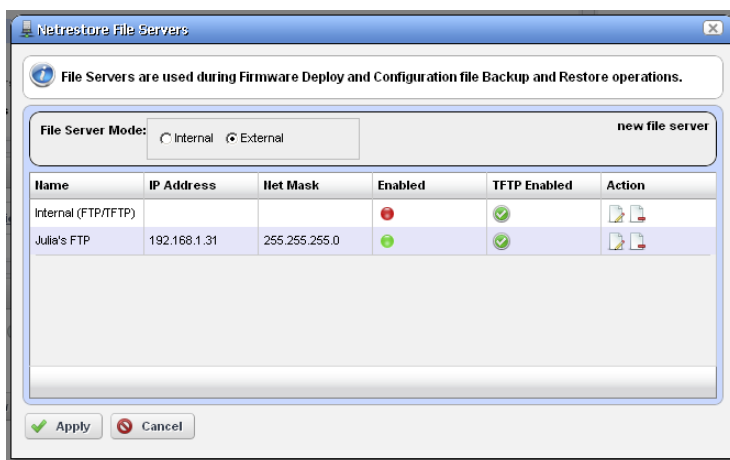 Netrestore File Servers
File Servers are used during Firmware Deploy and Configuration file Backup and Restore operations.
File Server Mode: Internal External new file server
Name IP Address Net Mask Enabled TFTP Enabled Action
Internal (FTP/TFTP)
Julia's FTP 192.168.1.31 255.255.255.0
Apply Cancel